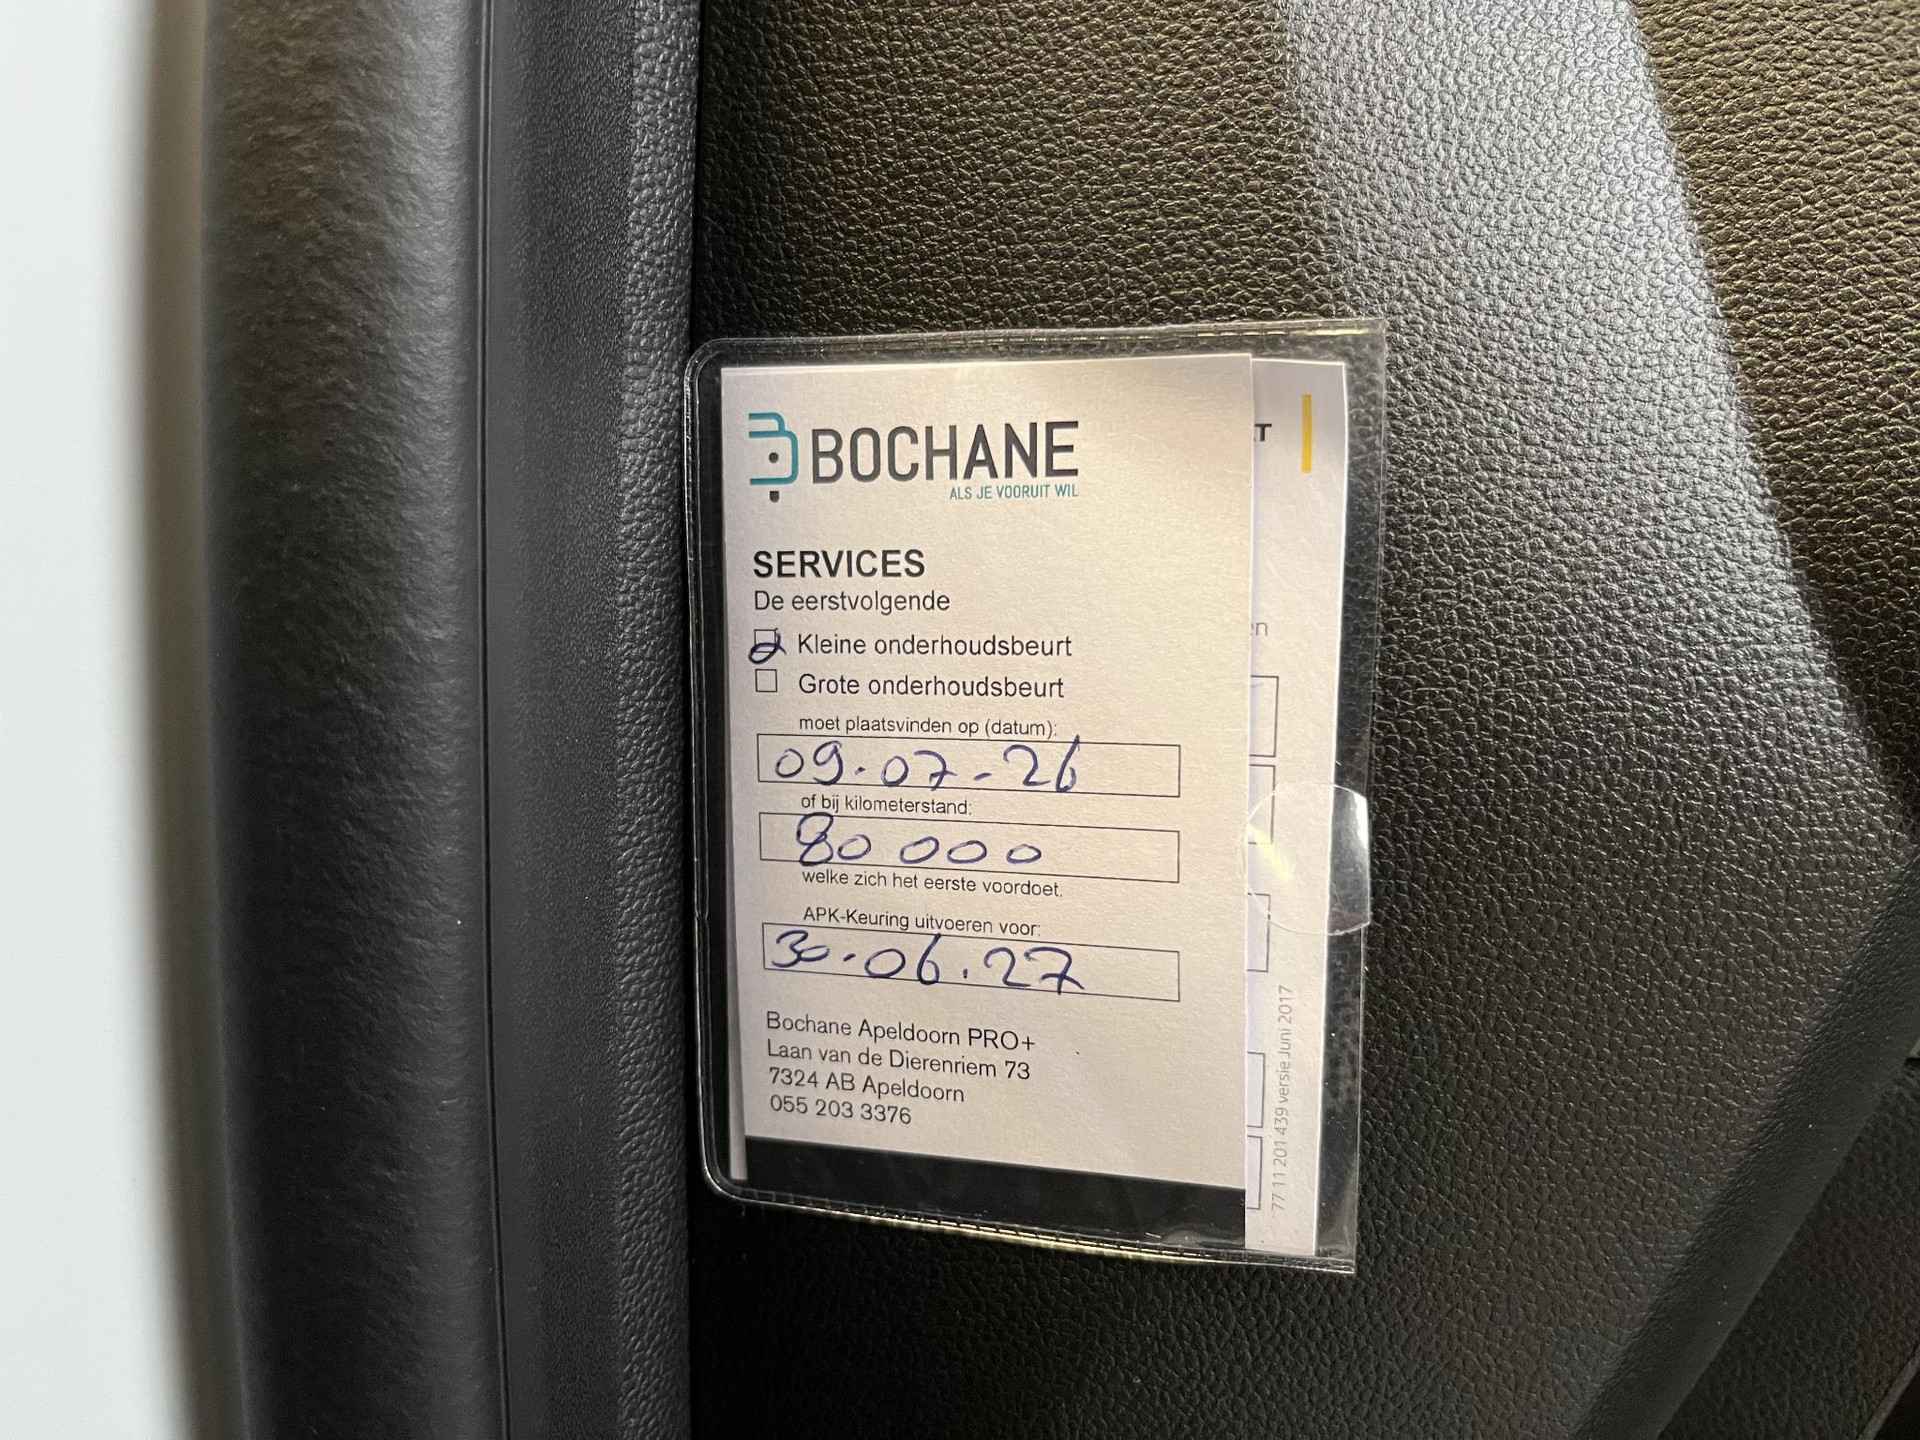 BOCHANE
ALS JE VOORUIT WIL
SERVICES
De eerstvolgende
Kleine onderhoudsbeurt
Grote onderhoudsbeurt
moet plaatsvinden op (datum):
09-07-26
of bij kilometerstand:
80 000
welke zich het eerste voordoet.
APK-Keuring uitvoeren voor:
30-06.27
Bochane Apeldoorn PRO+
Laan van de Dierenriem 73
7324 AB Apeldoorn
055 203 3376
77 11 201 439 versie Juni 2017